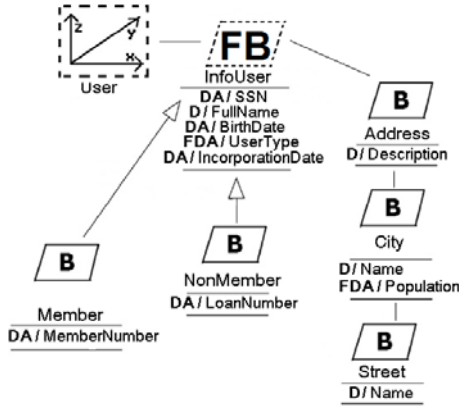 z
y
x
User
FB
InfoUser
DA/ SSN
D/ FullName
DA/ BirthDate
FDA/ UserType
DA/ IncorporationDate
B
Address
D/ Description
B
City
D/ Name
FDA/ Population
B
Street
D/ Name
B
Member
DA/ MemberNumber
B
NonMember
DA/ LoanNumber